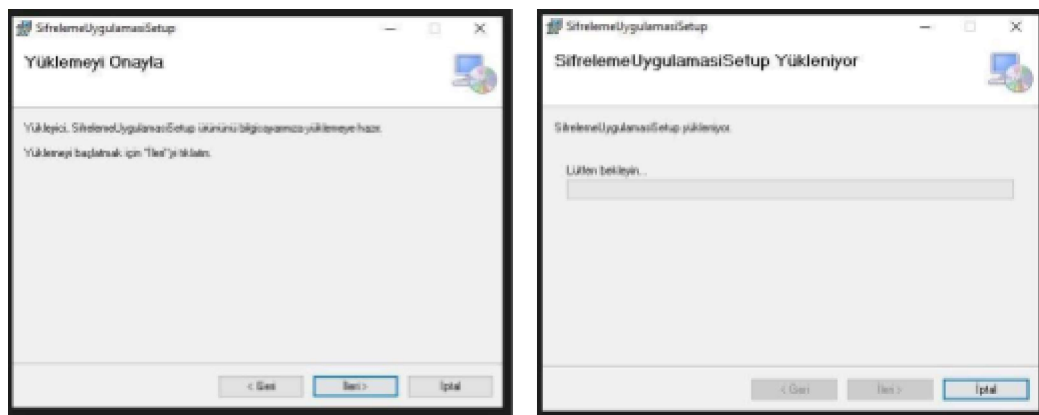 SifrelemeUygulamasiSetup
Yüklemeyi Onayla
Yükleyici, SifrelemeUygulamasiSetup ürününü bilgisayarınıza yüklemeye hazır.
Yüklemeyi başlatmak için "İleri"yi tıklatın.
< Geri
İleri >
İptal
SifrelemeUygulamasiSetup
SifrelemeUygulamasiSetup Yükleniyor
SifrelemeUygulamasiSetup yükleniyor.
Lütfen bekleyin...
< Geri
İleri >
İptal